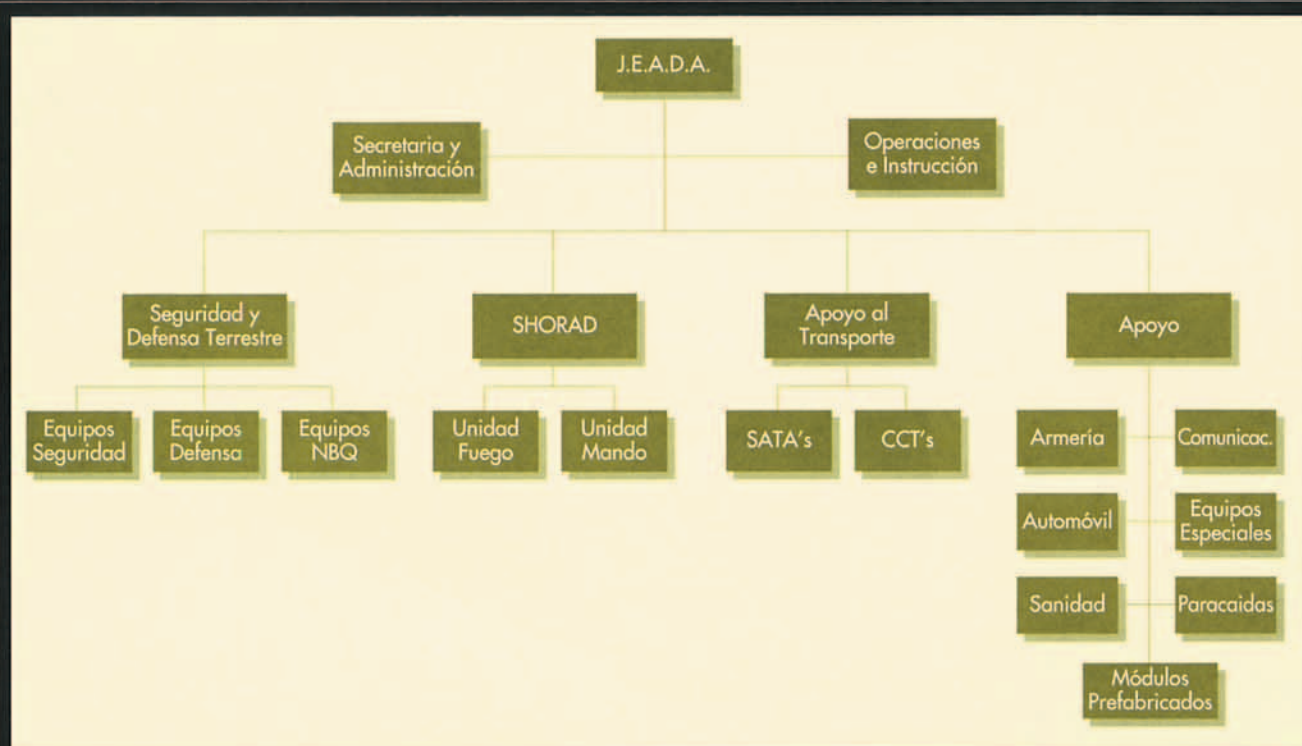 J.E.A.D.A.
Secretaria y
Administración
Operaciones
e Instrucción
Seguridad y
Defensa Terrestre
SHORAD
Apoyo al
Transporte
Apoyo
Equipos
Seguridad
Equipos
Defensa
Equipos
NBQ
Unidad
Fuego
Unidad
Mando
SATA's
CCT's
Armería
Comunicac.
Automóvil
Equipos
Especiales
Sanidad
Paracaidas
Módulos
Prefabricados